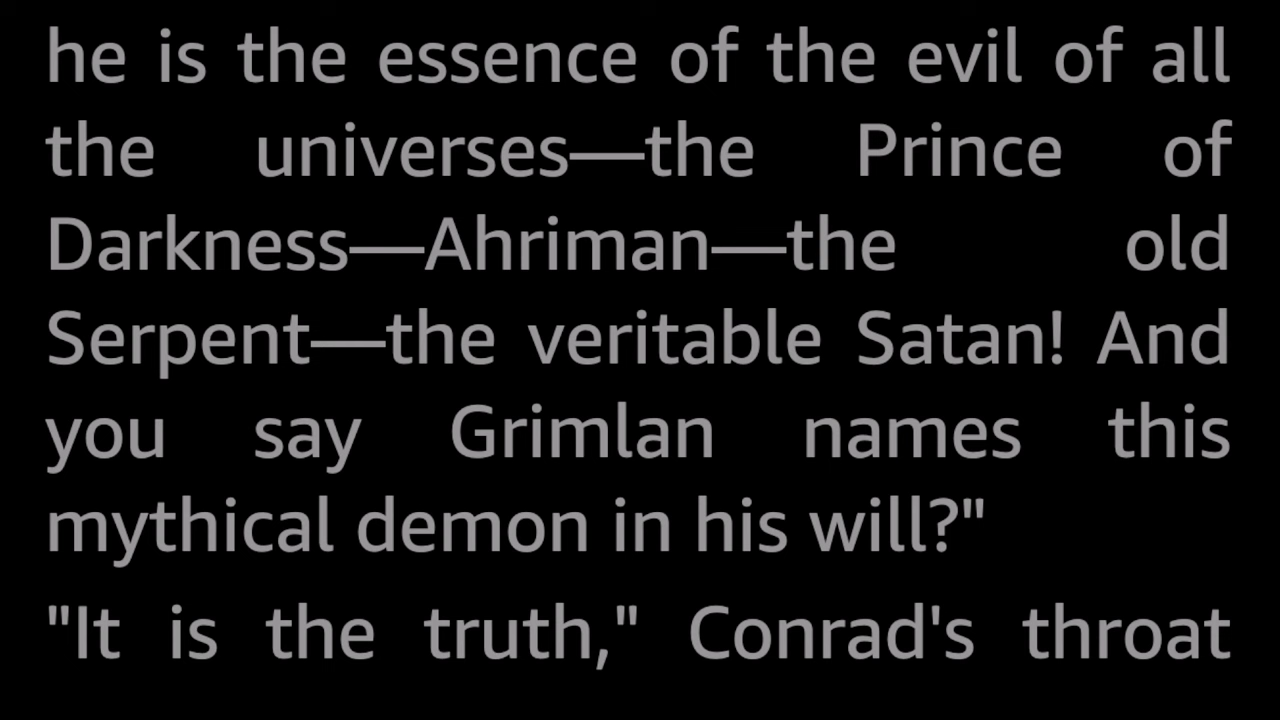 he is the essence of the evil of all
the universes—the Prince of
Darkness—Ahriman—the old
Serpent—the veritable Satan! And
you say Grimlan names this
mythical demon in his will?"
"It is the truth," Conrad's throat